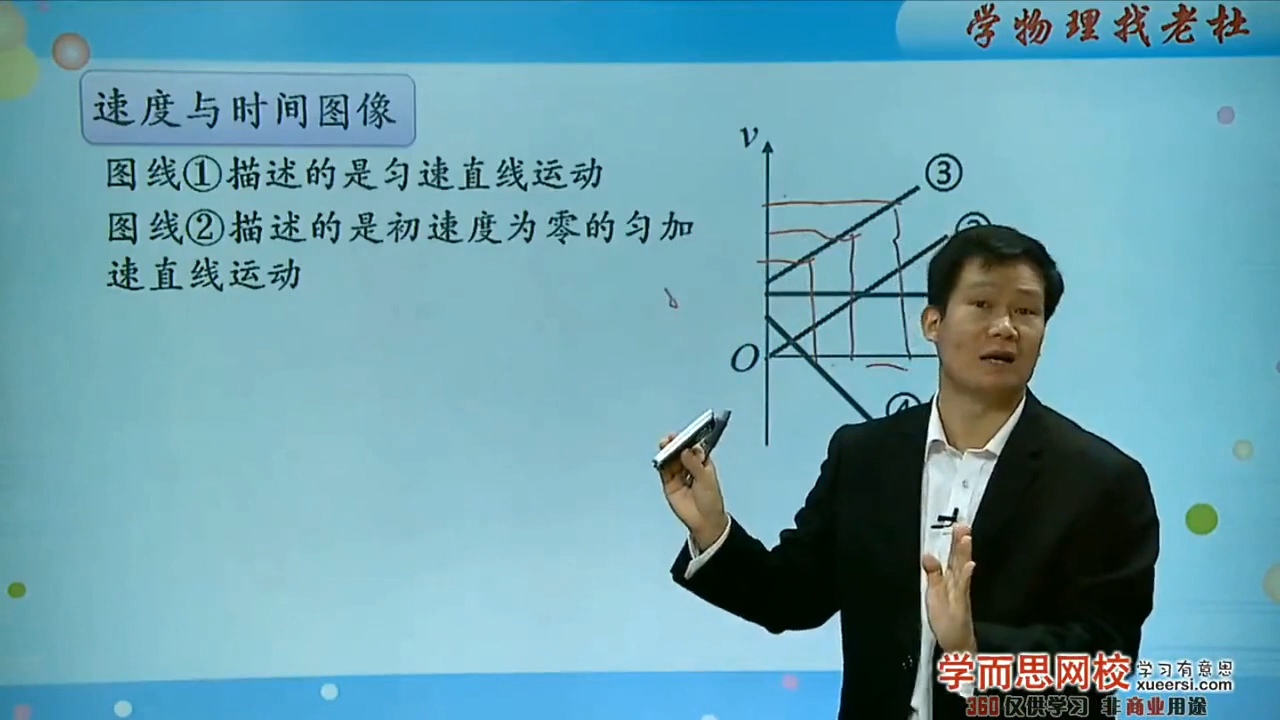 学物理找老杜
速度与时间图像
图线①描述的是匀速直线运动
图线②描述的是初速度为零的匀加
速直线运动
v
③
O
学而思网校 学习有意思
xueersi.com
360仅供学习 非商业用途